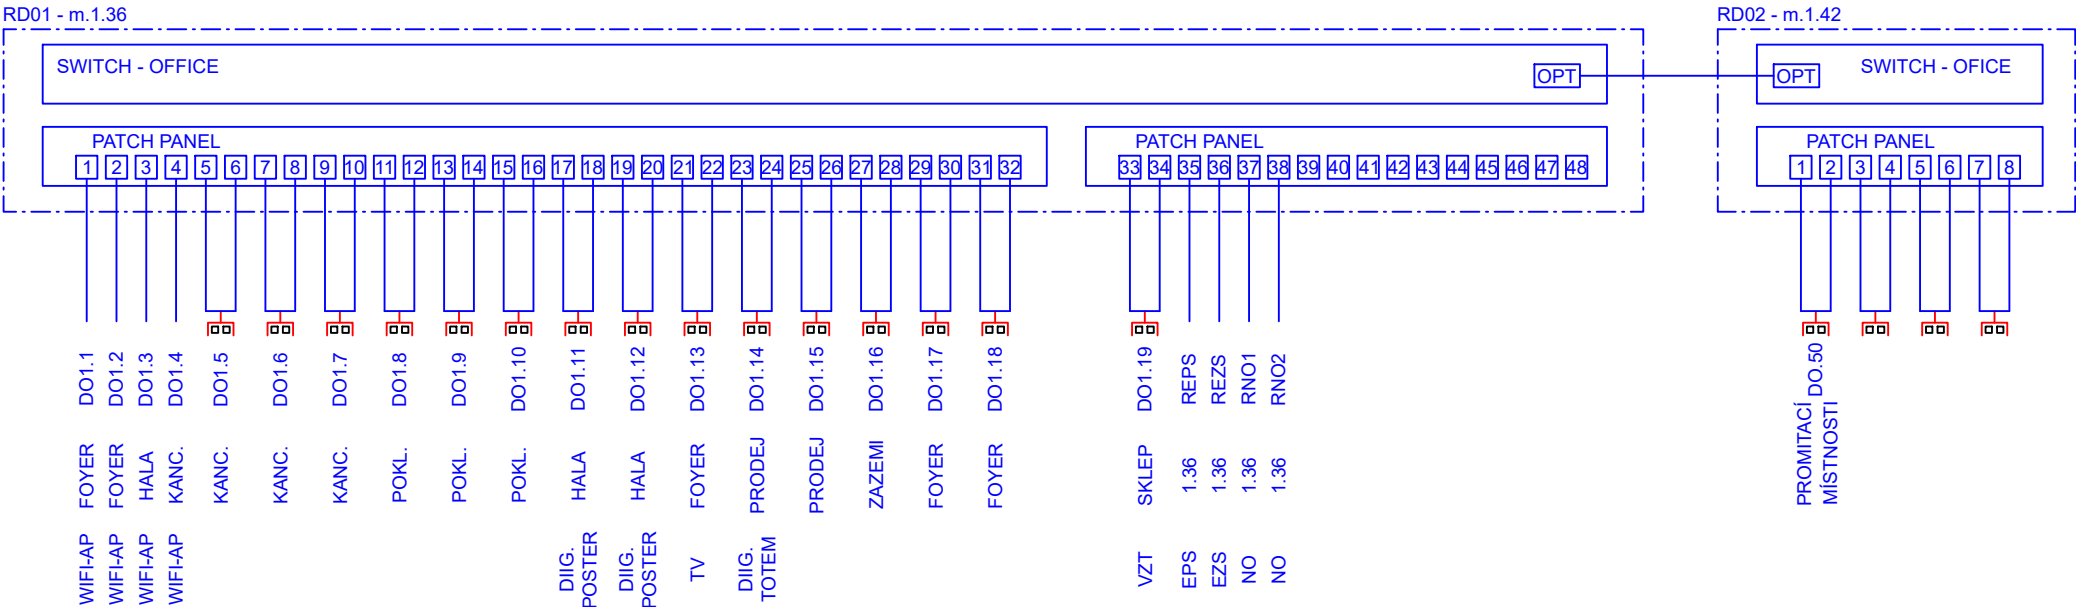 RD01 - m.1.36
RD02 - m.1.42
SWITCH - OFFICE
OPT
OPT
SWITCH - OFICE
PATCH PANEL
PATCH PANEL
PATCH PANEL
1 2 3 4 5 6 7 8 9 10 11 12 13 14 15 16 17 18 19 20 21 22 23 24 25 26 27 28 29 30 31 32
33 34 35 36 37 38 39 40 41 42 43 44 45 46 47 48
1 2 3 4 5 6 7 8
WIFI-AP FOYER DO1.1
WIFI-AP FOYER DO1.2
WIFI-AP HALA DO1.3
WIFI-AP KANC. DO1.4
KANC. DO1.5
KANC. DO1.6
KANC. DO1.7
POKL. DO1.8
POKL. DO1.9
POKL. DO1.10
DIIG.
POSTER
HALA DO1.11
DIIG.
POSTER
HALA DO1.12
TV FOYER DO1.13
DIIG.
TOTEM
PRODEJ DO1.14
PRODEJ DO1.15
ZAZEMI DO1.16
FOYER DO1.17
FOYER DO1.18
VZT SKLEP DO1.19
EPS 1.36 REPS
EZS 1.36 REZS
NO 1.36 RNO1
NO 1.36 RNO2
PROMITACÍ
MÍSTNOSTI
DO.50